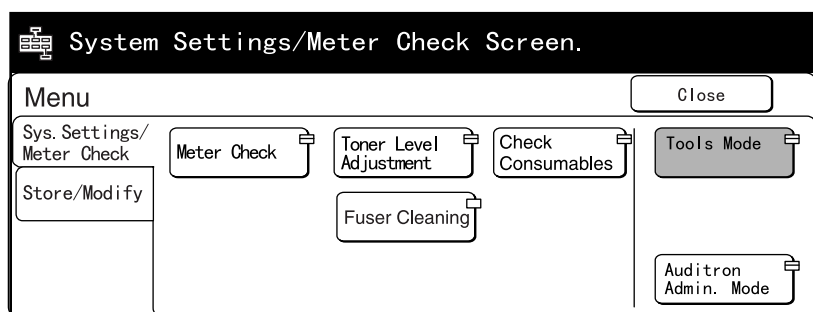 System Settings/Meter Check Screen.
Menu
Close
Sys. Settings/
Meter Check
Store/Modify
Meter Check
Toner Level
Adjustment
Check
Consumables
Fuser Cleaning
Tools Mode
Auditron
Admin. Mode